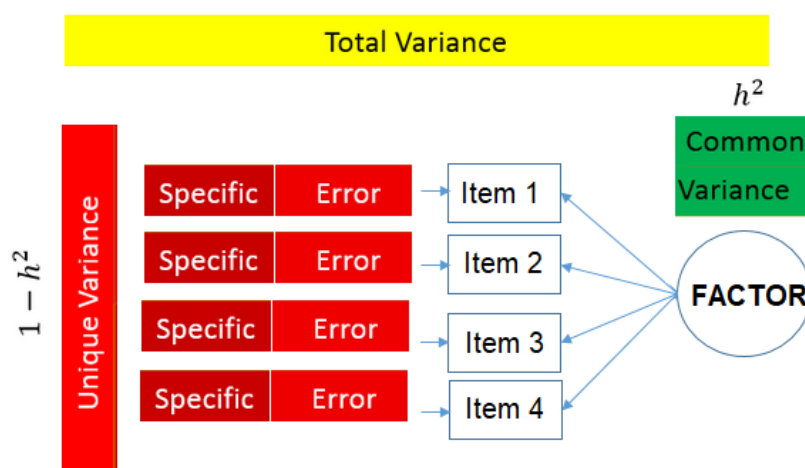 Total Variance
h²
Common
Variance
1 − h²
Unique Variance
Specific Error Item 1
Specific Error Item 2
FACTOR
Specific Error Item 3
Specific Error Item 4